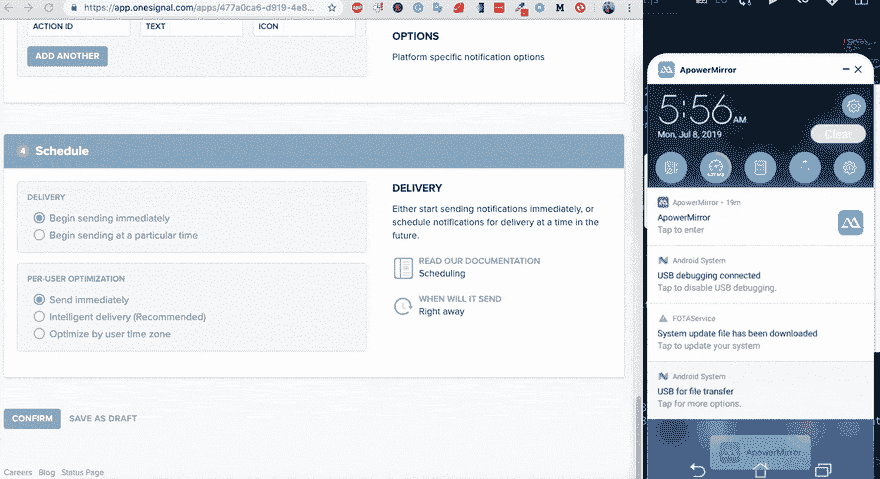 https://app.onesignal.com/apps/477a0ca6-d919-4e8...
ACTION ID
TEXT
ICON
ADD ANOTHER
OPTIONS
Platform specific notification options
4 Schedule
DELIVERY
Begin sending immediately
Begin sending at a particular time
PER-USER OPTIMIZATION
Send immediately
Intelligent delivery (Recommended)
Optimize by user time zone
DELIVERY
Either start sending notifications immediately, or
schedule notifications for delivery at a time in the
future.
READ OUR DOCUMENTATION
Scheduling
WHEN WILL IT SEND
Right away
CONFIRM
SAVE AS DRAFT
Careers Blog Status Page
ApowerMirror
5:56 AM
Mon, Jul 8, 2019
Clear
ApowerMirror • 19m
ApowerMirror
Tap to enter
Android System
USB debugging connected
Tap to disable USB debugging.
FOTAService
System update file has been downloaded
Tap to update your system
Android System
USB for file transfer
Tap for more options.
ApowerMirror